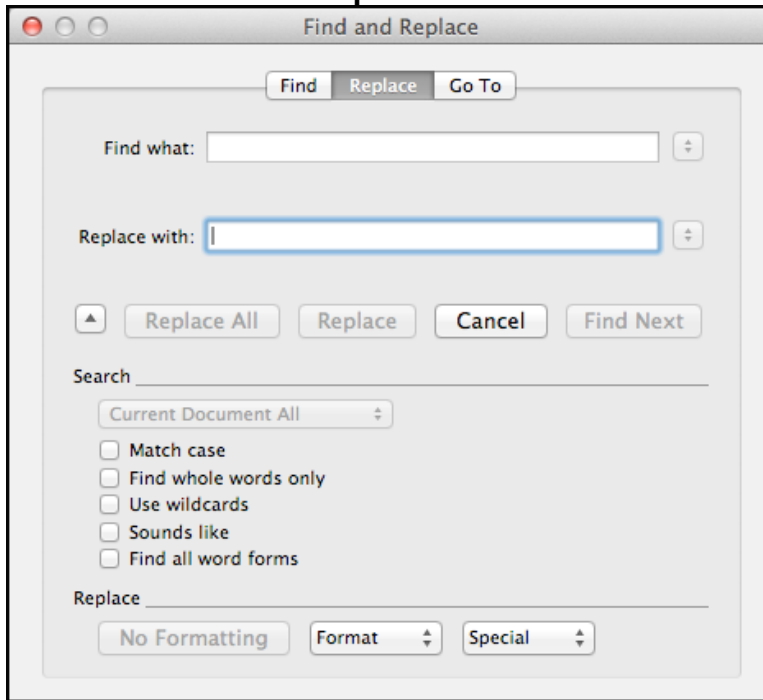 Find and Replace
Find Replace Go To
Find what:
Replace with:
Replace All Replace Cancel Find Next
Search
Current Document All
Match case
Find whole words only
Use wildcards
Sounds like
Find all word forms
Replace
No Formatting Format Special